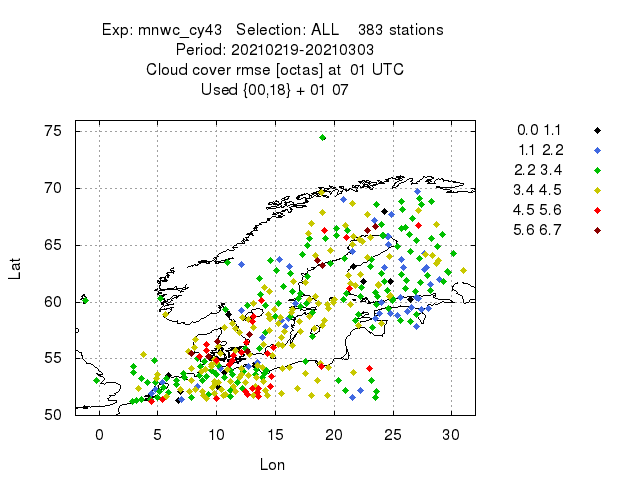 Exp: mnwc_cy43 Selection: ALL 383 stations
Period: 20210219-20210303
Cloud cover rmse [octas] at 01 UTC
Used {00,18} + 01 07
75
70
65
60
55
50
Lat
0 5 10 15 20 25 30
Lon
0.0 1.1
1.1 2.2
2.2 3.4
3.4 4.5
4.5 5.6
5.6 6.7